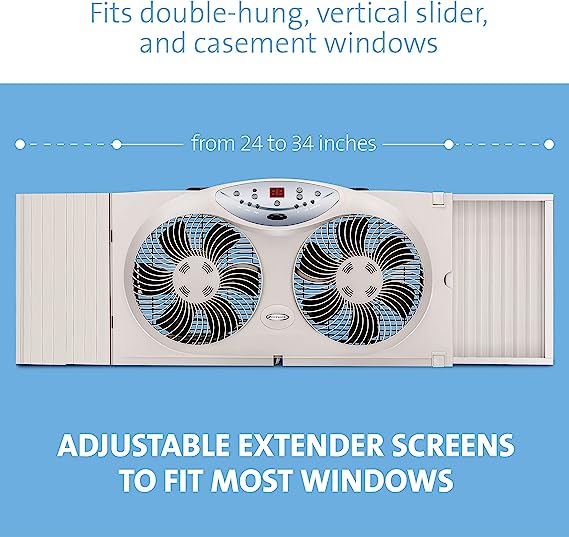 Fits double-hung, vertical slider,
and casement windows
from 24 to 34 inches
ADJUSTABLE EXTENDER SCREENS
TO FIT MOST WINDOWS